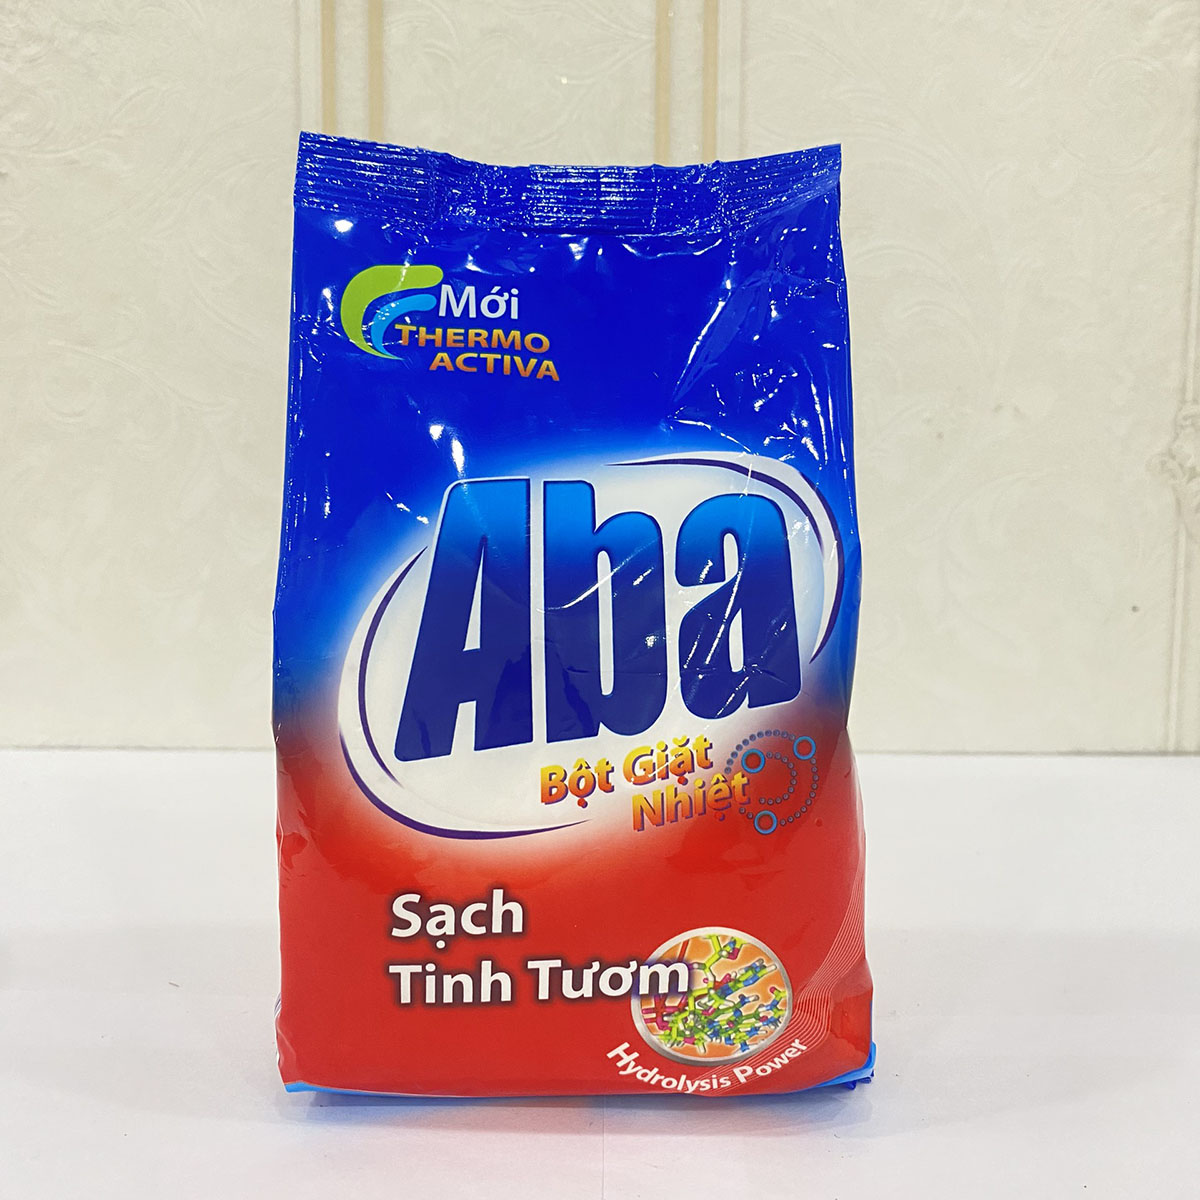 Mới
THERMO
ACTIVA
Aba
Bột Giặt
Nhiệt
Sạch
Tinh Tươm
Hydrolysis Power